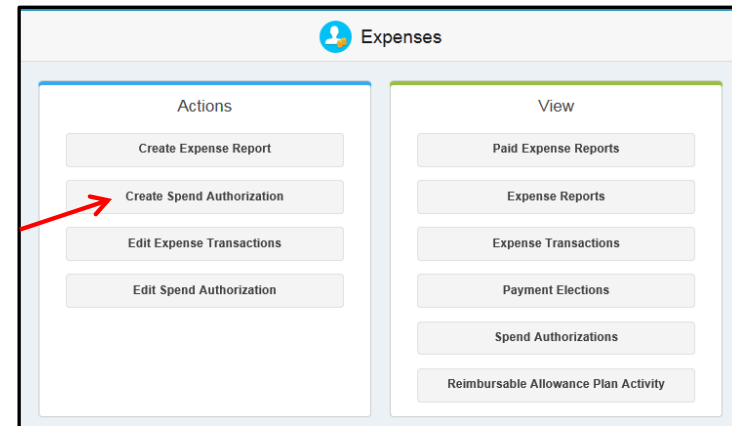 Expenses
Actions
Create Expense Report
Create Spend Authorization
Edit Expense Transactions
Edit Spend Authorization
View
Paid Expense Reports
Expense Reports
Expense Transactions
Payment Elections
Spend Authorizations
Reimbursable Allowance Plan Activity